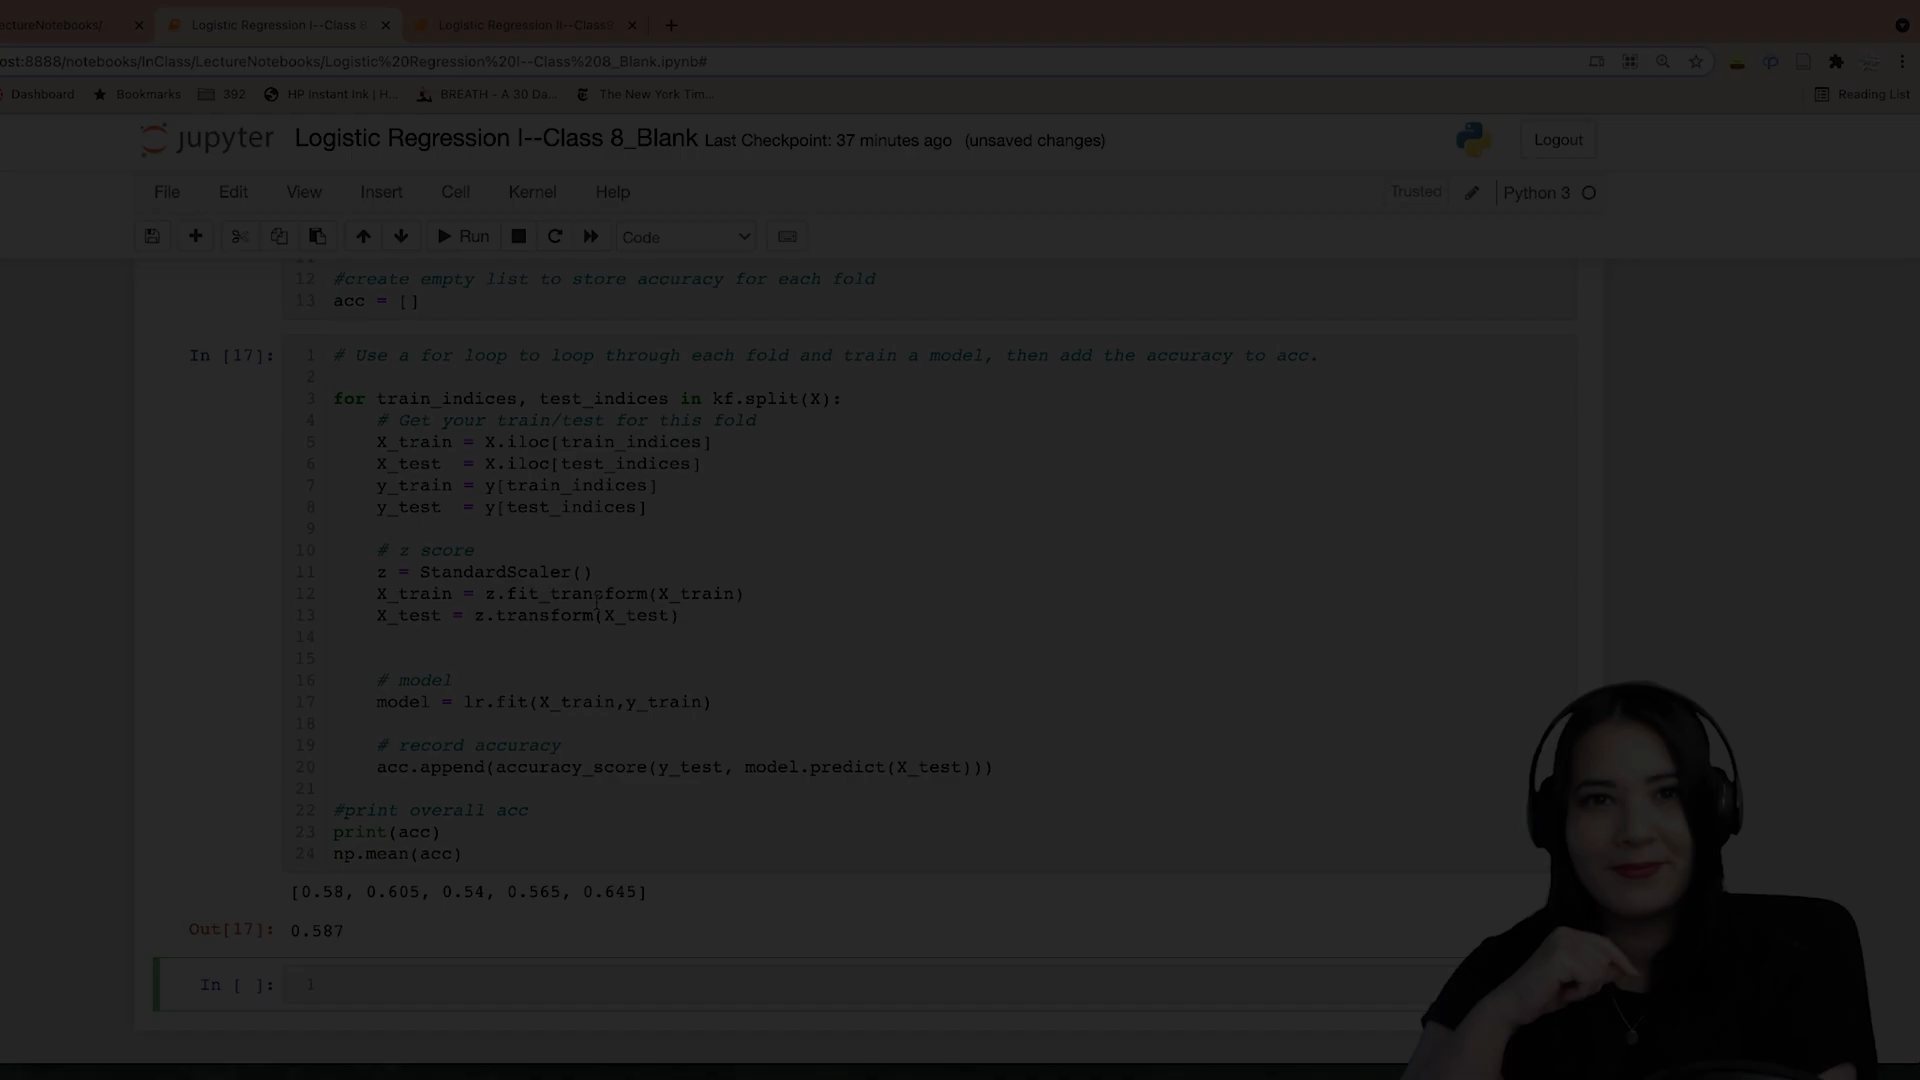 ectureNotebooks/
Logistic Regression I--Class 8
Logistic Regression II--Class
ost:8888/notebooks/InClass/LectureNotebooks/Logistic%20Regression%20I--Class%208_Blank.ipynb#
Dashboard
Bookmarks
392
HP Instant Ink | H...
BREATH - A 30 Da...
The New York Tim...
Reading List
jupyter
Logistic Regression I--Class 8_Blank Last Checkpoint: 37 minutes ago (unsaved changes)
Logout
File Edit View Insert Cell Kernel Help
Trusted
Python 3
Run
Code
12 #create empty list to store accuracy for each fold
13 acc = []
In [17]:
1 # Use a for loop to loop through each fold and train a model, then add the accuracy to acc.
2
3 for train_indices, test_indices in kf.split(X):
4 # Get your train/test for this fold
5 X_train = X.iloc[train_indices]
6 X_test  = X.iloc[test_indices]
7 y_train = y[train_indices]
8 y_test  = y[test_indices]
9
10 # z score
11 z = StandardScaler()
12 X_train = z.fit_transform(X_train)
13 X_test = z.transform(X_test)
14
15
16 # model
17 model = lr.fit(X_train,y_train)
18
19 # record accuracy
20 acc.append(accuracy_score(y_test, model.predict(X_test)))
21
22 #print overall acc
23 print(acc)
24 np.mean(acc)
[0.58, 0.605, 0.54, 0.565, 0.645]
Out[17]: 0.587
In [ ]: 1